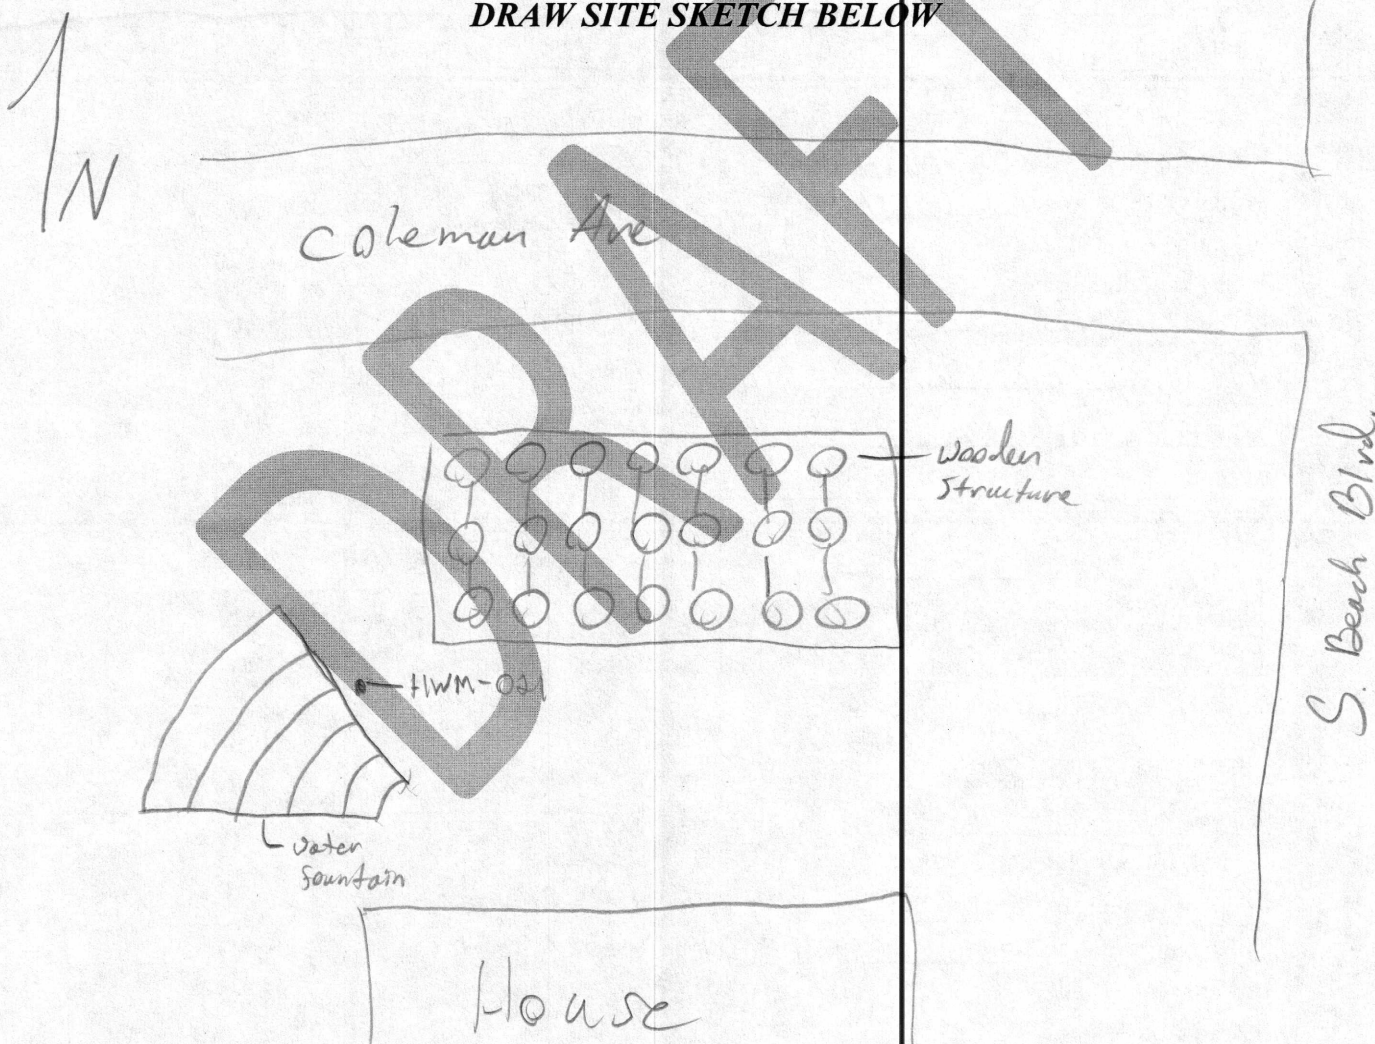 DRAW SITE SKETCH BELOW
N
Coleman Ave
DRAFT
Wooden
Structure
S. Beach Blvd.
HWM-021
water
fountain
House